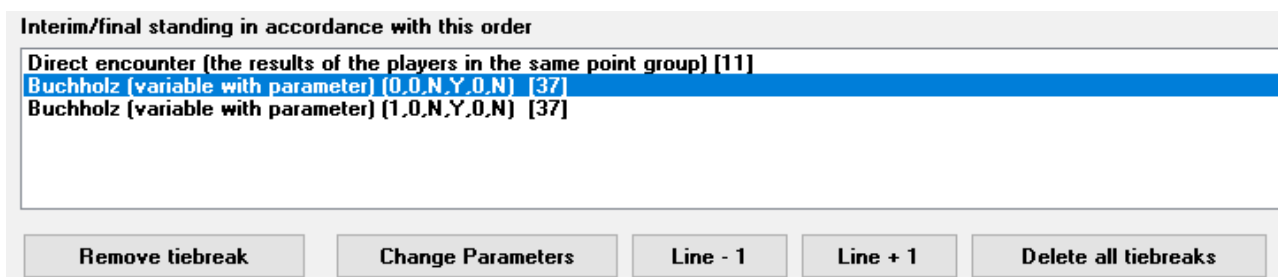 Interim/final standing in accordance with this order
Direct encounter (the results of the players in the same point group) [11]
Buchholz (variable with parameter) (0,0,N,Y,0,N) [37]
Buchholz (variable with parameter) (1,0,N,Y,0,N) [37]
Remove tiebreak Change Parameters Line - 1 Line + 1 Delete all tiebreaks